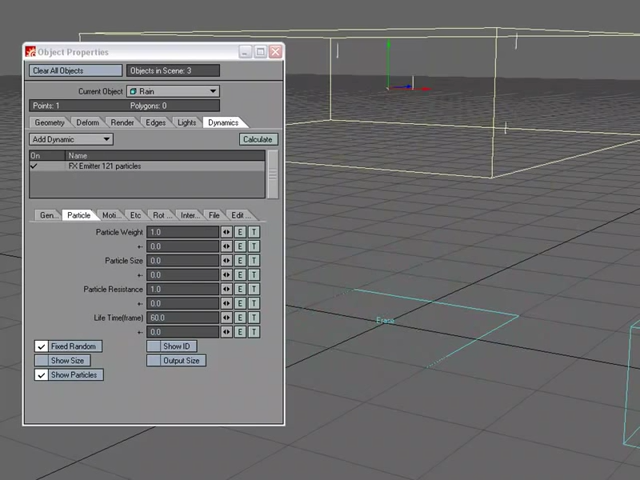 Object Properties
Clear All Objects
Objects in Scene: 3
Current Object
Rain
Points: 1
Polygons: 0
Geometry
Deform
Render
Edges
Lights
Dynamics
Add Dynamic
Calculate
On
Name
FX Emitter 121 particles
Gen...
Particle
Moti...
Etc
Rot ...
Inter...
File
Edit ...
Particle Weight
1.0
E
T
+-
0.0
E
T
Particle Size
0.0
E
T
+-
0.0
E
T
Particle Resistance
1.0
E
T
+-
0.0
E
T
Life Time(frame)
60.0
E
T
+-
0.0
E
T
Fixed Random
Show ID
Show Size
Output Size
Show Particles